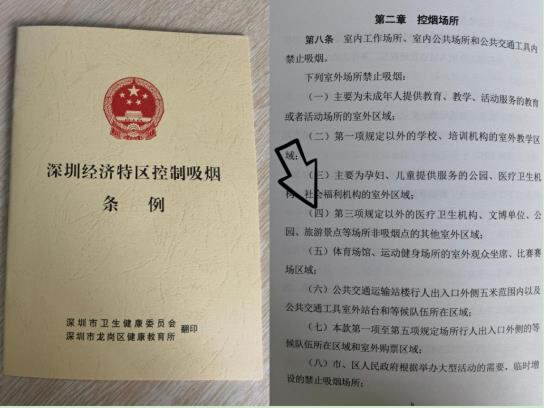 深圳经济特区控制吸烟
条例
深圳市卫生健康委员会
深圳市龙岗区健康教育所
翻印
第二章 控烟场所
第八条 室内工作场所、室内公共场所和公共交通工具内
禁止吸烟。
下列室外场所禁止吸烟:
(一)主要为未成年人提供教育、教学、活动服务的教育
或者活动场所的室外区域;
(二)第一项规定以外的学校、培训机构的室外教学区
域;
(三)主要为孕妇、儿童提供服务的公园、医疗卫生机
构、社会福利机构的室外区域;
(四)第三项规定以外的医疗卫生机构、文博单位、公
园、旅游景点等场所非吸烟点的其他室外区域;
(五)体育场馆、运动健身场所的室外观众坐席、比赛赛
场区域;
(六)公共交通运输站楼行人出入口外侧五米范围内以及
公共交通工具室外站台和等候队伍所在区域;
(七)本款第一项至第五项规定场所行人出入口外侧的等
候队伍所在区域和室外购票区域;
(八)市、区人民政府根据举办大型活动的需要,临时增
设的禁止吸烟场所;